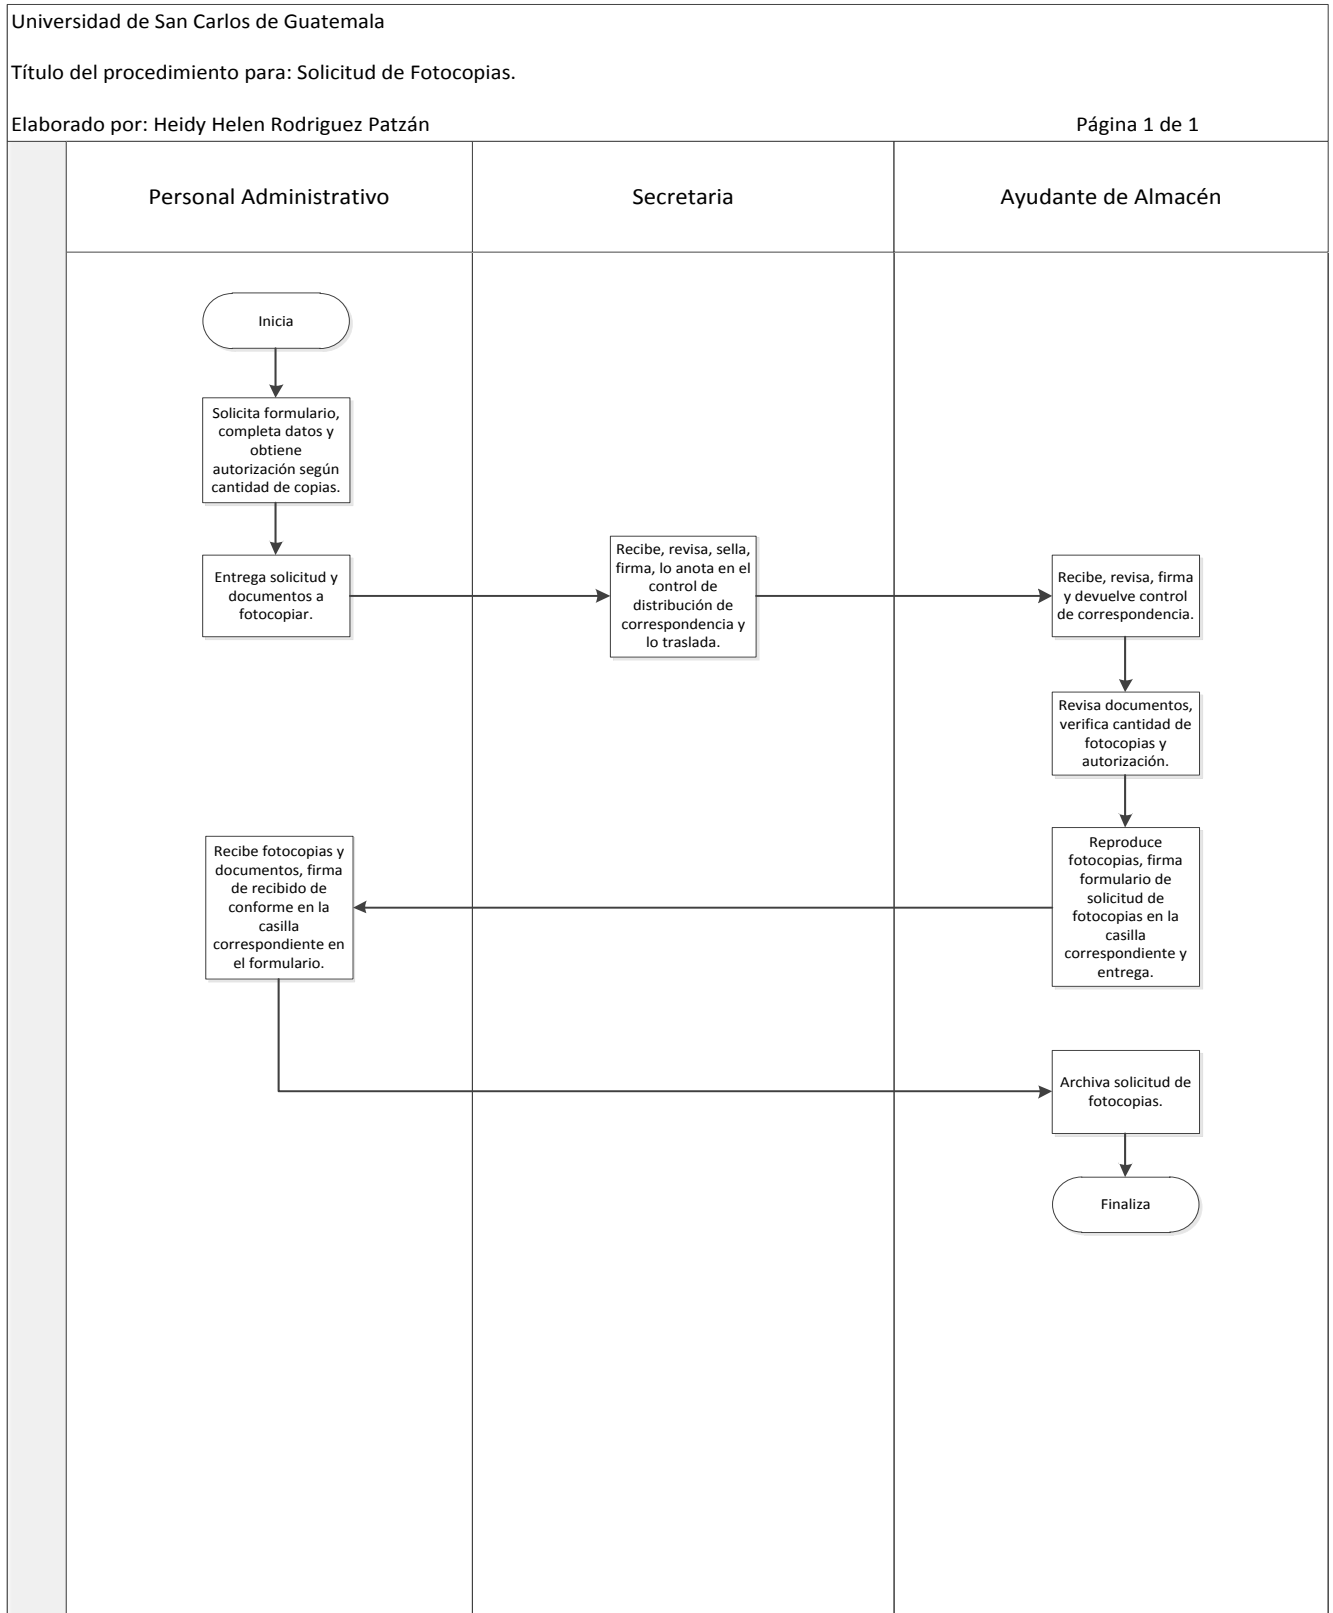 Universidad de San Carlos de Guatemala
Título del procedimiento para: Solicitud de Fotocopias.
Elaborado por: Heidy Helen Rodriguez Patzán
Página 1 de 1
Personal Administrativo
Secretaria
Ayudante de Almacén
Inicia
Solicita formulario,
completa datos y
obtiene
autorización según
cantidad de copias.
Entrega solicitud y
documentos a
fotocopiar.
Recibe, revisa, sella,
firma, lo anota en el
control de
distribución de
correspondencia y
lo traslada.
Recibe, revisa, firma
y devuelve control
de correspondencia.
Revisa documentos,
verifica cantidad de
fotocopias y
autorización.
Reproduce
fotocopias, firma
formulario de
solicitud de
fotocopias en la
casilla
correspondiente y
entrega.
Recibe fotocopias y
documentos, firma
de recibido de
conforme en la
casilla
correspondiente en
el formulario.
Archiva solicitud de
fotocopias.
Finaliza